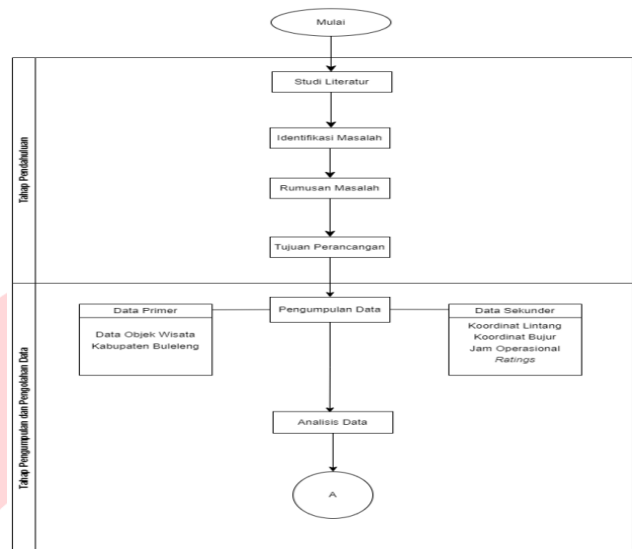 Mulai
Tahap Pendahuluan
Studi Literatur
Identifikasi Masalah
Rumusan Masalah
Tujuan Perancangan
Tahap Pengumpulan dan Pengolahan Data
Data Primer
Data Objek Wisata
Kabupaten Buleleng
Pengumpulan Data
Data Sekunder
Koordinat Lintang
Koordinat Bujur
Jam Operasional
Ratings
Analisis Data
A